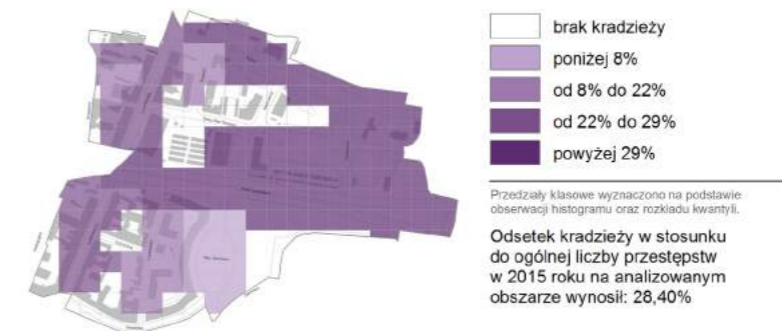 brak kradzieży
poniżej 8%
od 8% do 22%
od 22% do 29%
powyżej 29%
Przedziały klasowe wyznaczono na podstawie
obserwacji histogramu oraz rozkładu kwantyli.
Odsetek kradzieży w stosunku
do ogólnej liczby przestępstw
w 2015 roku na analizowanym
obszarze wynosił: 28,40%